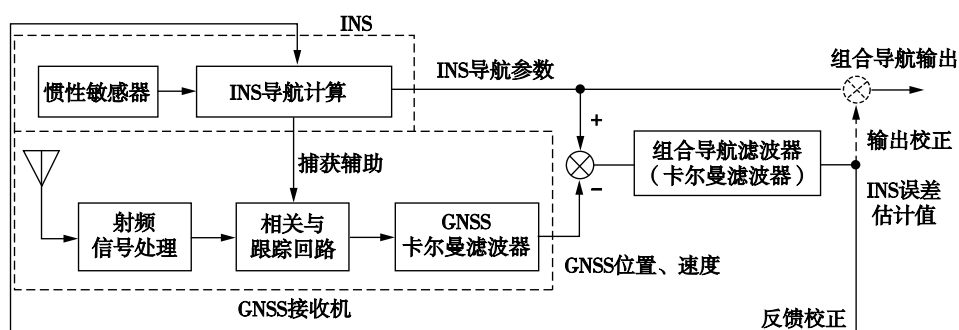 INS
INS导航参数
组合导航输出
惯性敏感器
INS导航计算
+
输出校正
组合导航滤波器
(卡尔曼滤波器)
捕获辅助
−
INS误差
估计值
射频
信号处理
相关与
跟踪回路
GNSS
卡尔曼滤波器
GNSS位置、速度
GNSS接收机
反馈校正